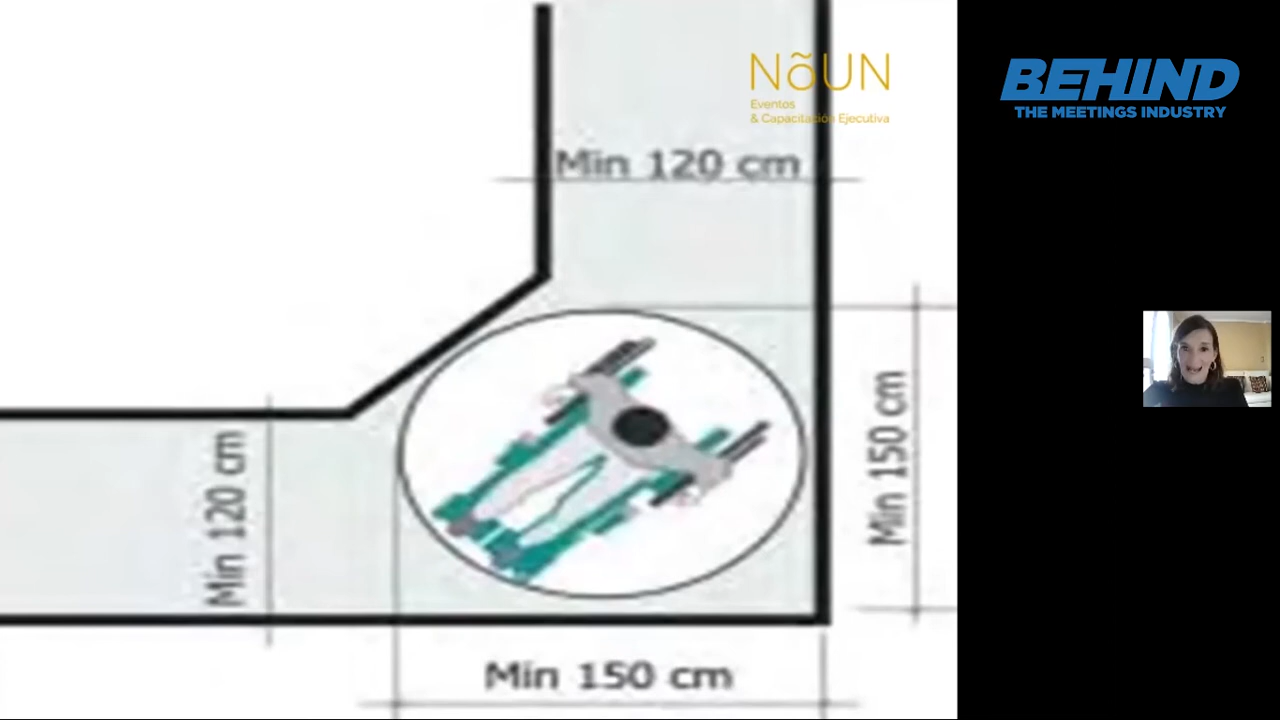 NõUN
Eventos
& Capacitación Ejecutiva
BEHIND
THE MEETINGS INDUSTRY
Min 120 cm
Min 150 cm
Min 120 cm
Min 150 cm